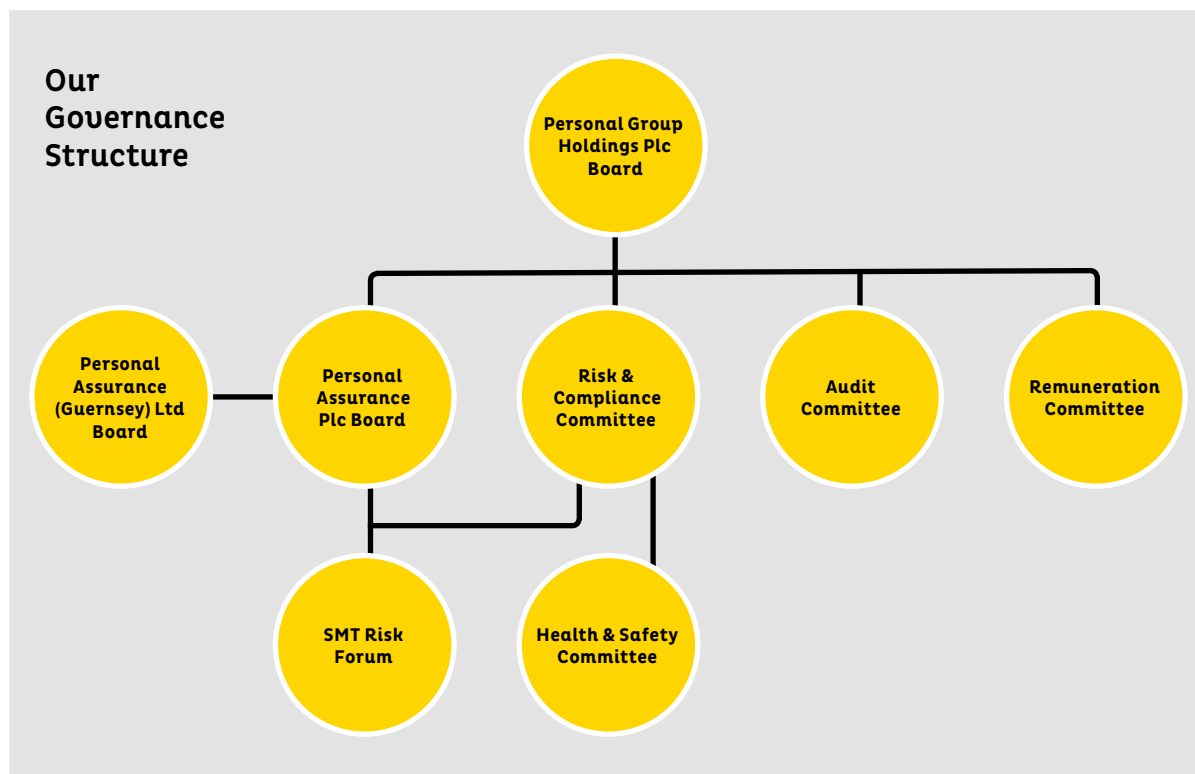 Our
Governance
Structure
Personal Group
Holdings Plc
Board
Personal
Assurance
(Guernsey) Ltd
Board
Personal
Assurance
Plc Board
Risk &
Compliance
Committee
Audit
Committee
Remuneration
Committee
SMT Risk
Forum
Health & Safety
Committee